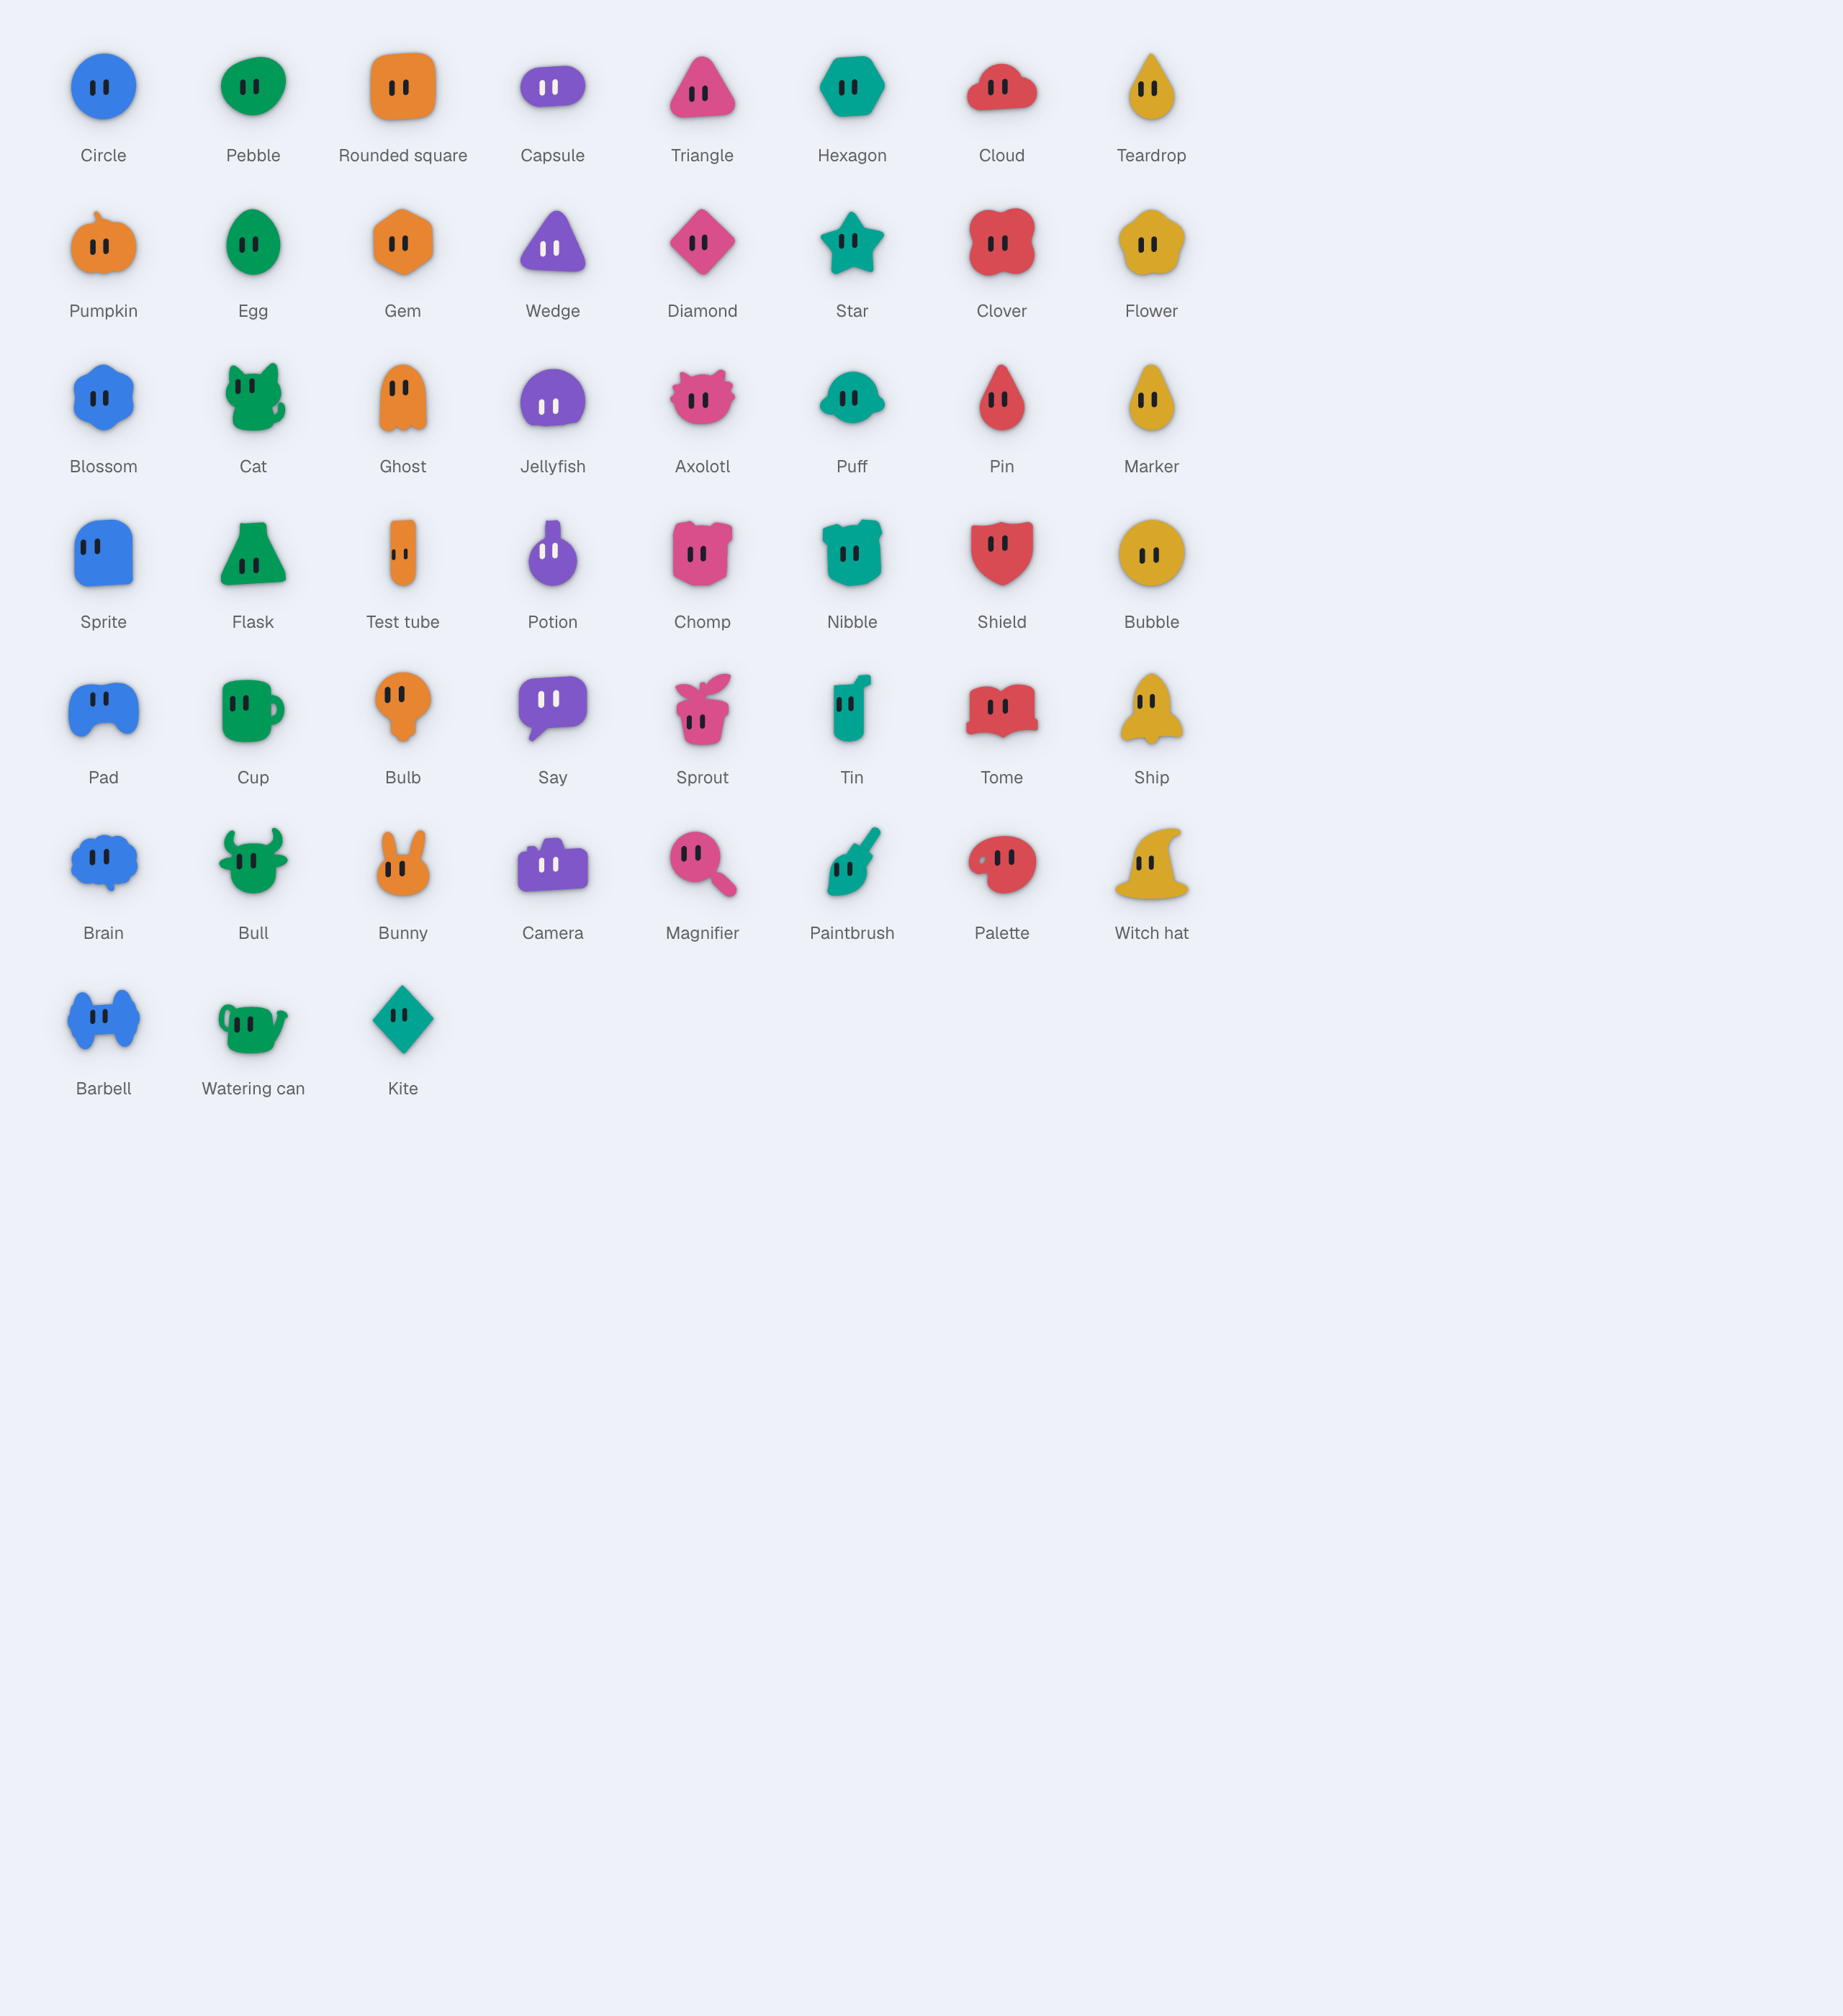 Circle
Pebble
Rounded square
Capsule
Triangle
Hexagon
Cloud
Teardrop
Pumpkin
Egg
Gem
Wedge
Diamond
Star
Clover
Flower
Blossom
Cat
Ghost
Jellyfish
Axolotl
Puff
Pin
Marker
Sprite
Flask
Test tube
Potion
Chomp
Nibble
Shield
Bubble
Pad
Cup
Bulb
Say
Sprout
Tin
Tome
Ship
Brain
Bull
Bunny
Camera
Magnifier
Paintbrush
Palette
Witch hat
Barbell
Watering can
Kite